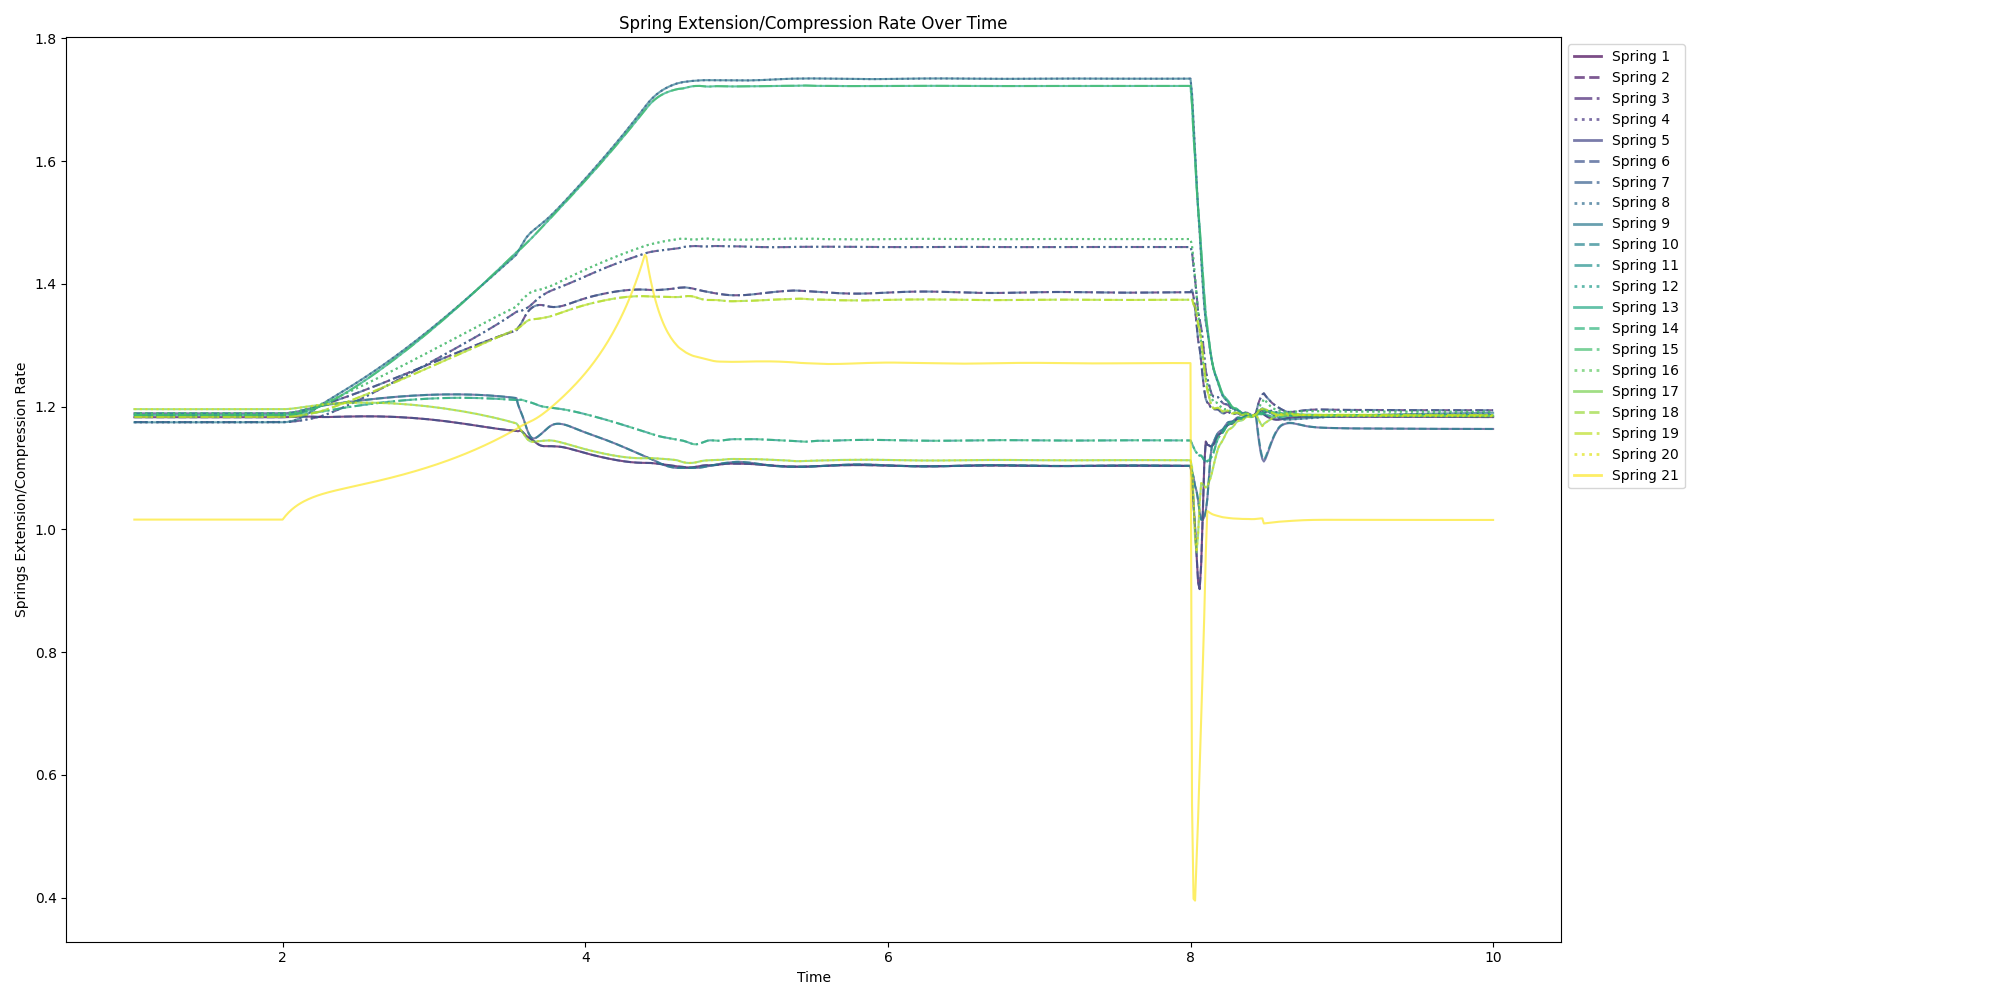 Spring Extension/Compression Rate Over Time
1.8
1.6
1.4
1.2
1.0
0.8
0.6
0.4
Springs Extension/Compression Rate
2
4
6
8
10
Time
Spring 1
Spring 2
Spring 3
Spring 4
Spring 5
Spring 6
Spring 7
Spring 8
Spring 9
Spring 10
Spring 11
Spring 12
Spring 13
Spring 14
Spring 15
Spring 16
Spring 17
Spring 18
Spring 19
Spring 20
Spring 21